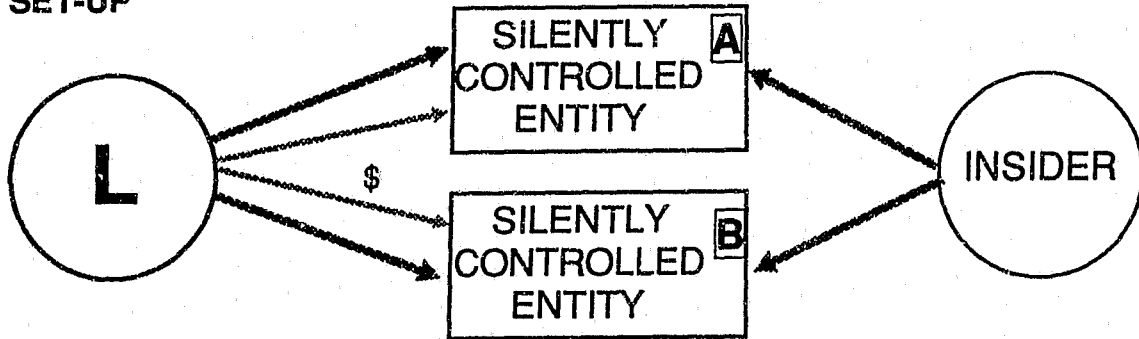 SET-UP
SILENTLY A
CONTROLLED
ENTITY
L
$
INSIDER
SILENTLY B
CONTROLLED
ENTITY